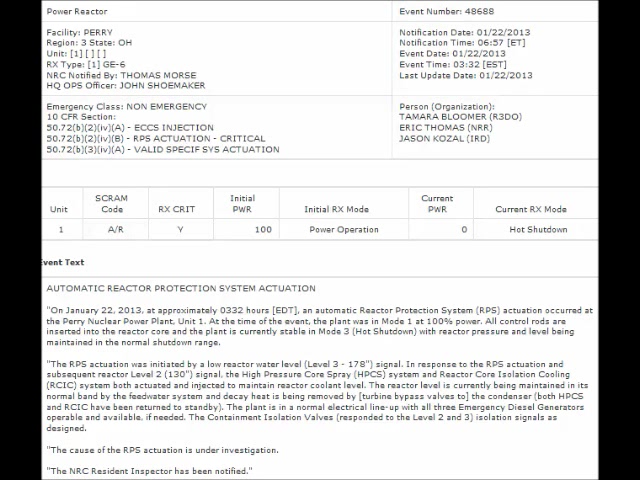 Power Reactor
Event Number: 48688
Facility: PERRY
Region: 3 State: OH
Unit: [1] [ ] [ ]
RX Type: [1] GE-6
NRC Notified By: THOMAS MORSE
HQ OPS Officer: JOHN SHOEMAKER
Notification Date: 01/22/2013
Notification Time: 06:57 [ET]
Event Date: 01/22/2013
Event Time: 03:32 [EST]
Last Update Date: 01/22/2013
Emergency Class: NON EMERGENCY
10 CFR Section:
50.72(b)(2)(iv)(A) - ECCS INJECTION
50.72(b)(2)(iv)(B) - RPS ACTUATION - CRITICAL
50.72(b)(3)(iv)(A) - VALID SPECIF SYS ACTUATION
Person (Organization):
TAMARA BLOOMER (R3DO)
ERIC THOMAS (NRR)
JASON KOZAL (IRD)
Unit SCRAM Code RX CRIT Initial PWR Initial RX Mode Current PWR Current RX Mode
1 A/R Y 100 Power Operation 0 Hot Shutdown
Event Text
AUTOMATIC REACTOR PROTECTION SYSTEM ACTUATION
"On January 22, 2013, at approximately 0332 hours [EDT], an automatic Reactor Protection System (RPS) actuation occurred at
the Perry Nuclear Power Plant, Unit 1. At the time of the event, the plant was in Mode 1 at 100% power. All control rods are
inserted into the reactor core and the plant is currently stable in Mode 3 (Hot Shutdown) with reactor pressure and level being
maintained in the normal shutdown range.
"The RPS actuation was initiated by a low reactor water level (Level 3 - 178") signal. In response to the RPS actuation and
subsequent reactor Level 2 (130") signal, the High Pressure Core Spray (HPCS) system and Reactor Core Isolation Cooling
(RCIC) system both actuated and injected to maintain reactor coolant level. The reactor level is currently being maintained in its
normal band by the feedwater system and decay heat is being removed by [turbine bypass valves to] the condenser (both HPCS
and RCIC have been returned to standby). The plant is in a normal electrical line-up with all three Emergency Diesel Generators
operable and available, if needed. The Containment Isolation Valves (responded to the Level 2 and 3) isolation signals as
designed.
"The cause of the RPS actuation is under investigation.
"The NRC Resident Inspector has been notified."